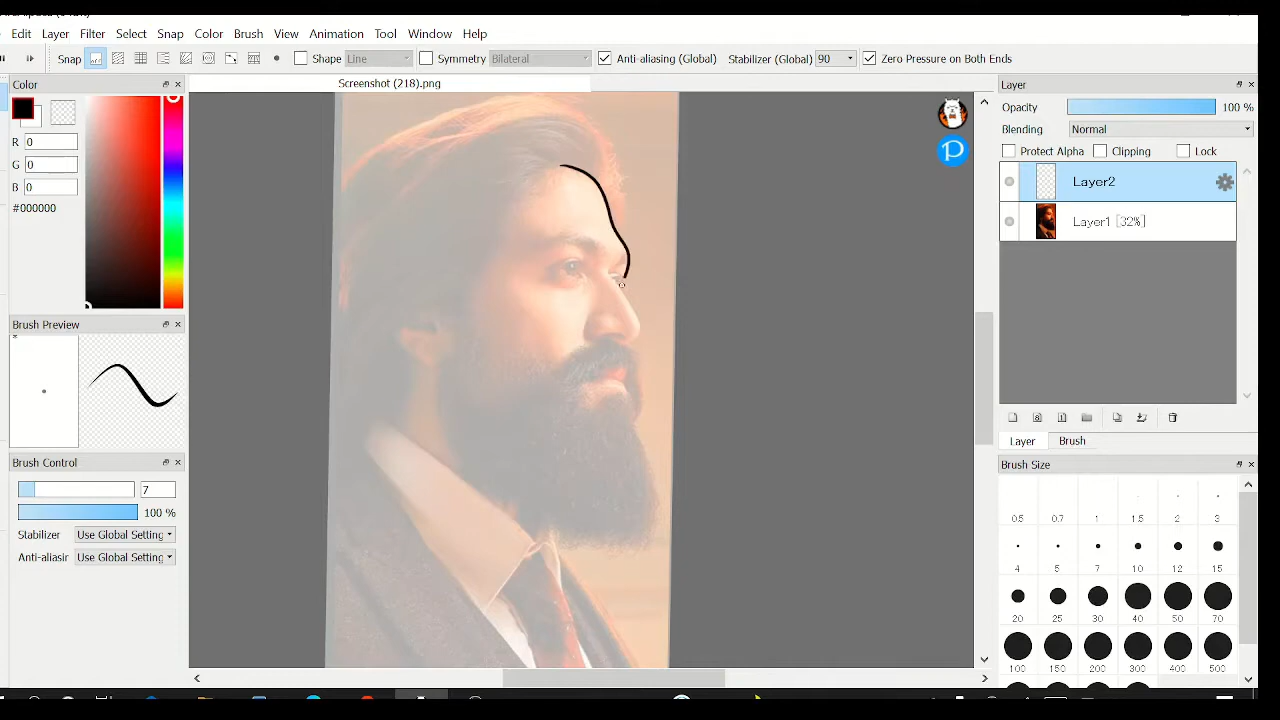 Edit Layer Filter Select Snap Color Brush View Animation Tool Window Help
Snap Shape Line Symmetry Bilateral Anti-aliasing (Global) Stabilizer (Global) 90 Zero Pressure on Both Ends
Color
Screenshot (218).png
Layer
R 0
G 0
B 0
#000000
Opacity 100 %
Blending Normal
Protect Alpha Clipping Lock
Layer2
Layer1 [32%]
Brush Preview
Layer Brush
Brush Control
7
100 %
Stabilizer Use Global Setting
Anti-aliasir Use Global Setting
Brush Size
0.5 0.7 1 1.5 2 3
4 5 7 10 12 15
20 25 30 40 50 70
100 150 200 300 400 500